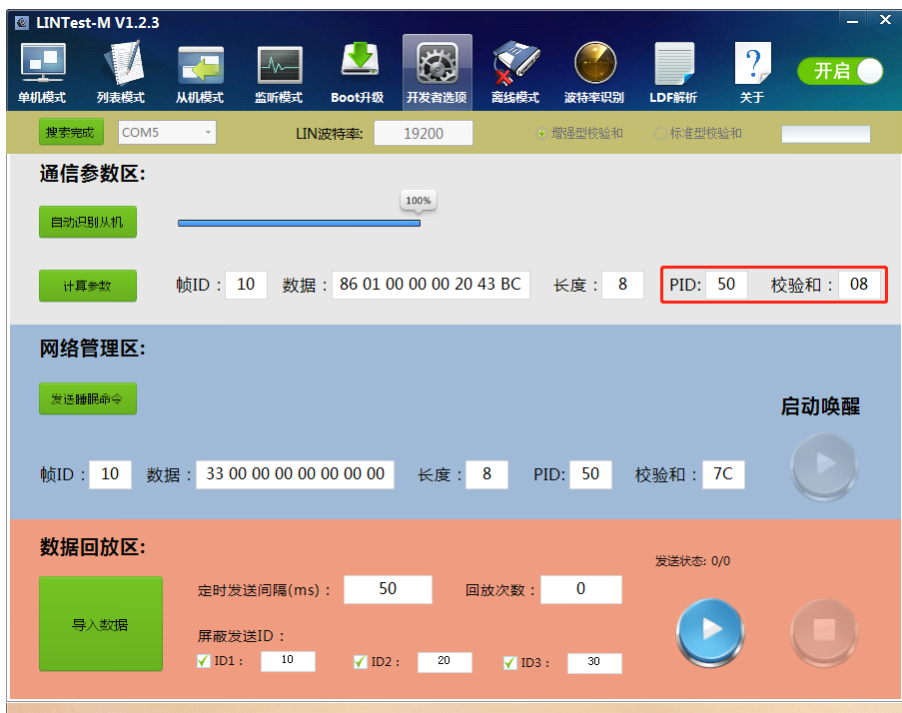 LINTest-M V1.2.3
单机模式 列表模式 从机模式 监听模式 Boot升级 开发者选项 离线模式 波特率识别 LDF解析 关于 开启
搜索完成 COM5 LIN波特率: 19200 增强型校验和 标准型校验和
通信参数区:
100%
自动识别从机
计算参数 帧ID： 10 数据： 86 01 00 00 00 20 43 BC 长度： 8 PID: 50 校验和： 08
网络管理区:
发送睡眠命令
启动唤醒
帧ID： 10 数据： 33 00 00 00 00 00 00 00 长度： 8 PID: 50 校验和： 7C
数据回放区:
发送状态: 0/0
定时发送间隔(ms)： 50 回放次数： 0
导入数据
屏蔽发送ID：
ID1： 10 ID2： 20 ID3： 30